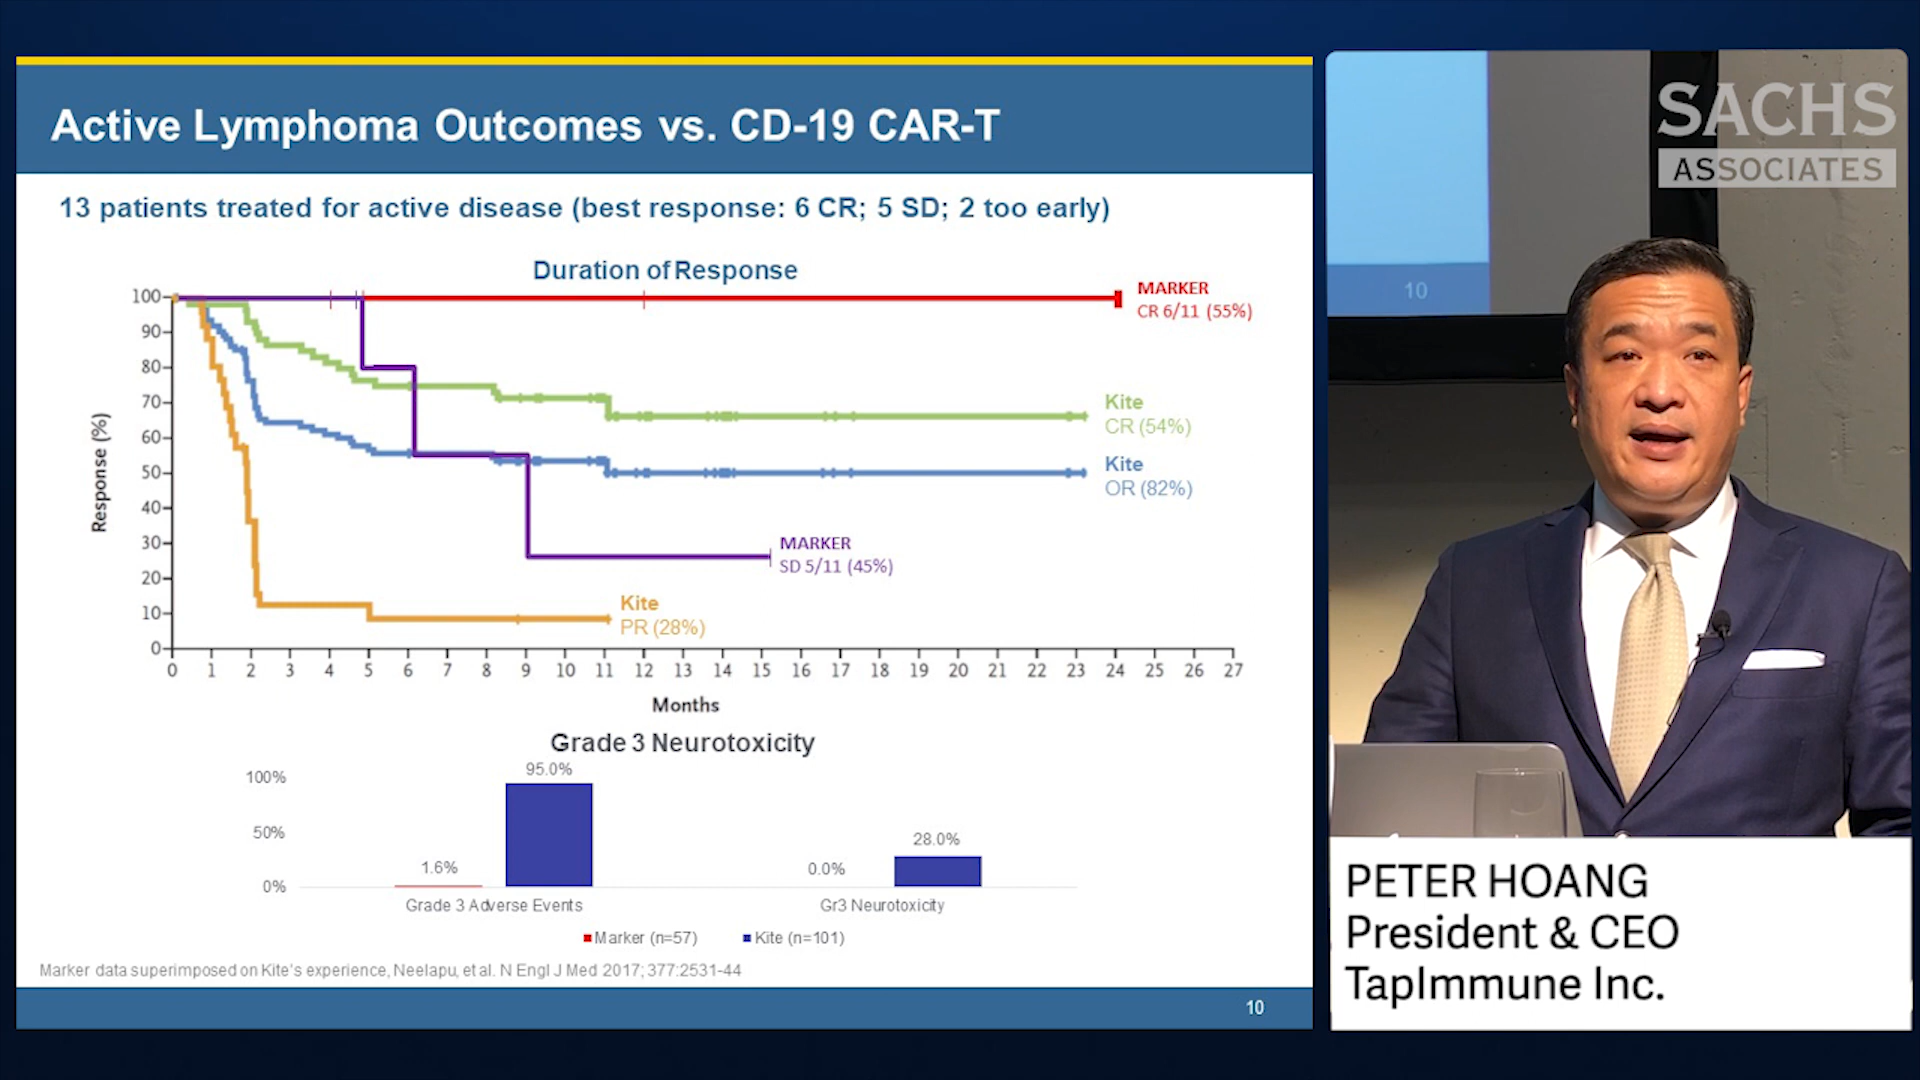 Active Lymphoma Outcomes vs. CD-19 CAR-T
13 patients treated for active disease (best response: 6 CR; 5 SD; 2 too early)
Duration of Response
Response (%)
100
90
80
70
60
50
40
30
20
10
0
0 1 2 3 4 5 6 7 8 9 10 11 12 13 14 15 16 17 18 19 20 21 22 23 24 25 26 27
Months
MARKER
CR 6/11 (55%)
Kite
CR (54%)
Kite
OR (82%)
MARKER
SD 5/11 (45%)
Kite
PR (28%)
Grade 3 Neurotoxicity
100%
50%
0%
1.6%
95.0%
0.0%
28.0%
Grade 3 Adverse Events
Gr3 Neurotoxicity
Marker (n=57)
Kite (n=101)
Marker data superimposed on Kite's experience, Neelapu, et al. N Engl J Med 2017; 377:2531-44
10
SACHS
ASSOCIATES
10
PETER HOANG
President & CEO
TapImmune Inc.